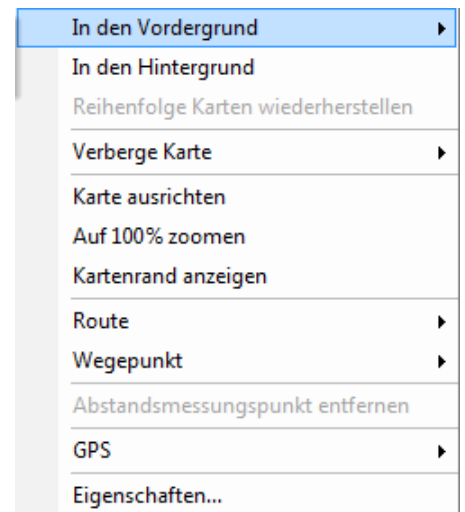 In den Vordergrund
In den Hintergrund
Reihenfolge Karten wiederherstellen
Verberge Karte
Karte ausrichten
Auf 100% zoomen
Kartenrand anzeigen
Route
Wegepunkt
Abstandsmessungspunkt entfernen
GPS
Eigenschaften...